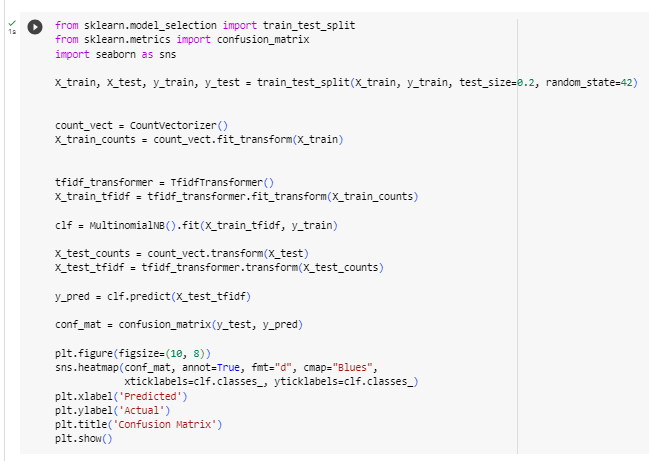 from sklearn.model_selection import train_test_split
from sklearn.metrics import confusion_matrix
import seaborn as sns
X_train, X_test, y_train, y_test = train_test_split(X_train, y_train, test_size=0.2, random_state=42)
count_vect = CountVectorizer()
X_train_counts = count_vect.fit_transform(X_train)
tfidf_transformer = TfidfTransformer()
X_train_tfidf = tfidf_transformer.fit_transform(X_train_counts)
clf = MultinomialNB().fit(X_train_tfidf, y_train)
X_test_counts = count_vect.transform(X_test)
X_test_tfidf = tfidf_transformer.transform(X_test_counts)
y_pred = clf.predict(X_test_tfidf)
conf_mat = confusion_matrix(y_test, y_pred)
plt.figure(figsize=(10, 8))
sns.heatmap(conf_mat, annot=True, fmt="d", cmap="Blues",
xticklabels=clf.classes_, yticklabels=clf.classes_)
plt.xlabel('Predicted')
plt.ylabel('Actual')
plt.title('Confusion Matrix')
plt.show()
1s